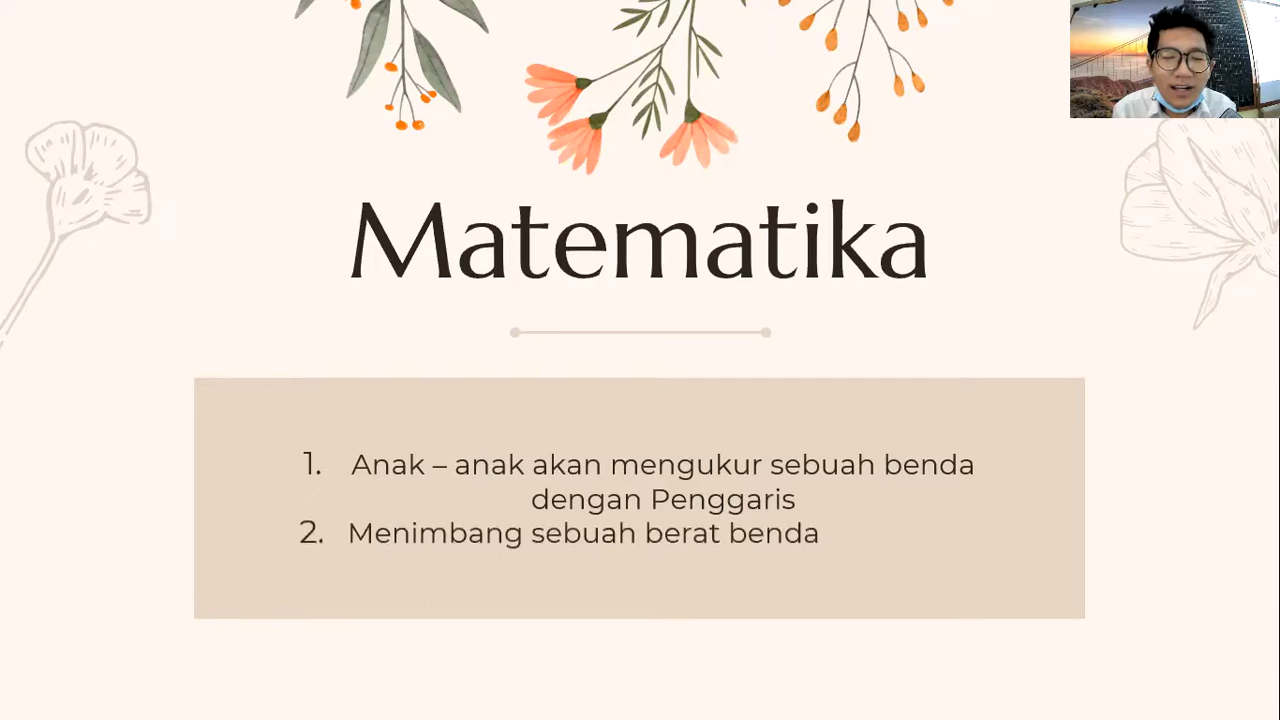 Matematika
1. Anak – anak akan mengukur sebuah benda
dengan Penggaris
2. Menimbang sebuah berat benda